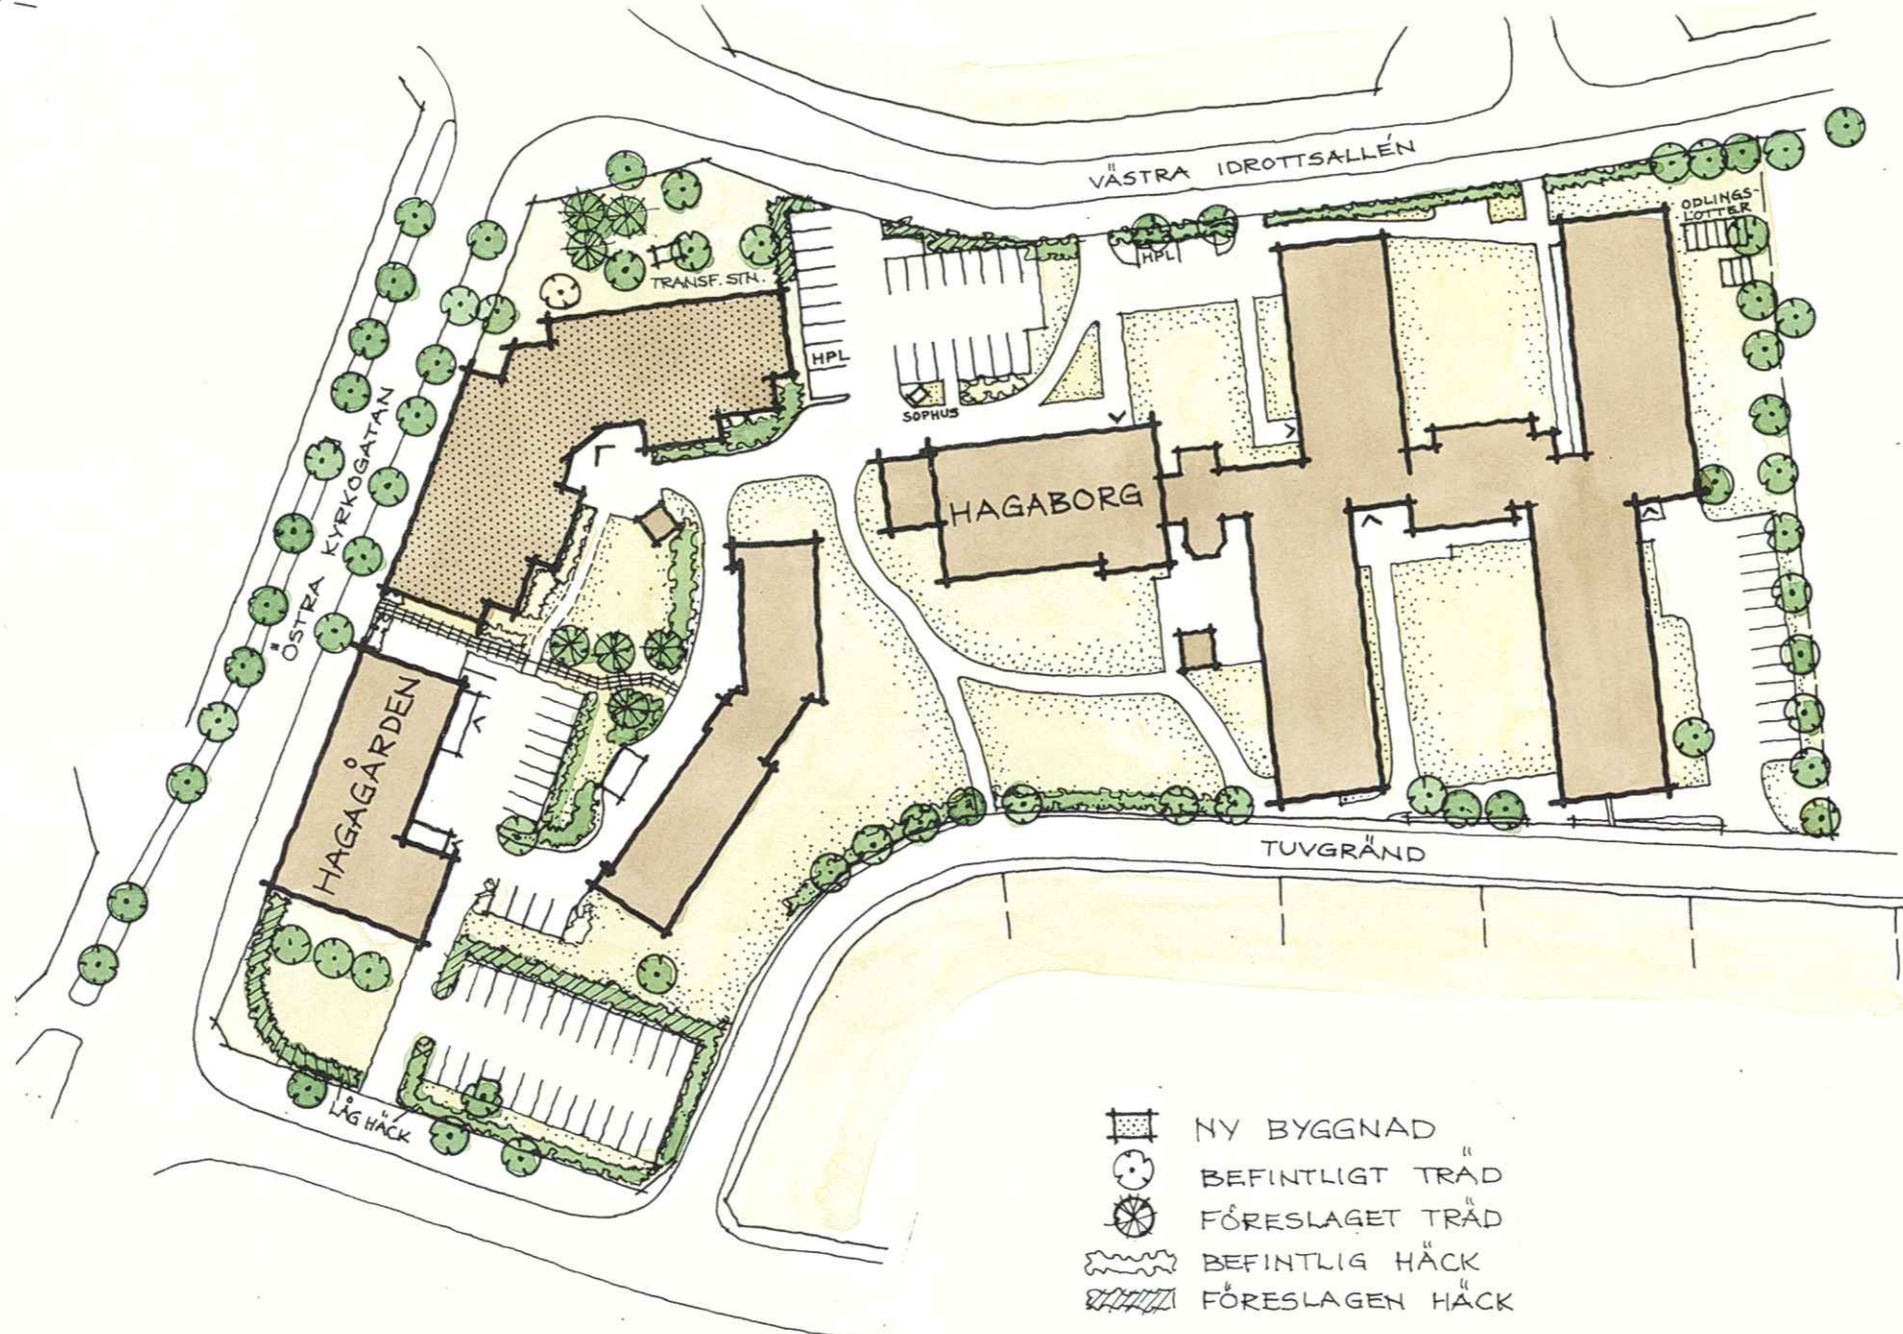 VÄSTRA IDROTTSALLÉN
ODLINGS-
LOTTER
HPL
TRANSF. STN.
HPL
SOPHUS
ÖSTRA KYRKOGATAN
HAGABORG
HAGAGÅRDEN
TUVGRÄND
LÅG HÄCK
NY BYGGNAD
BEFINTLIGT TRÄD
FÖRESLAGET TRÄD
BEFINTLIG HÄCK
FÖRESLAGEN HÄCK